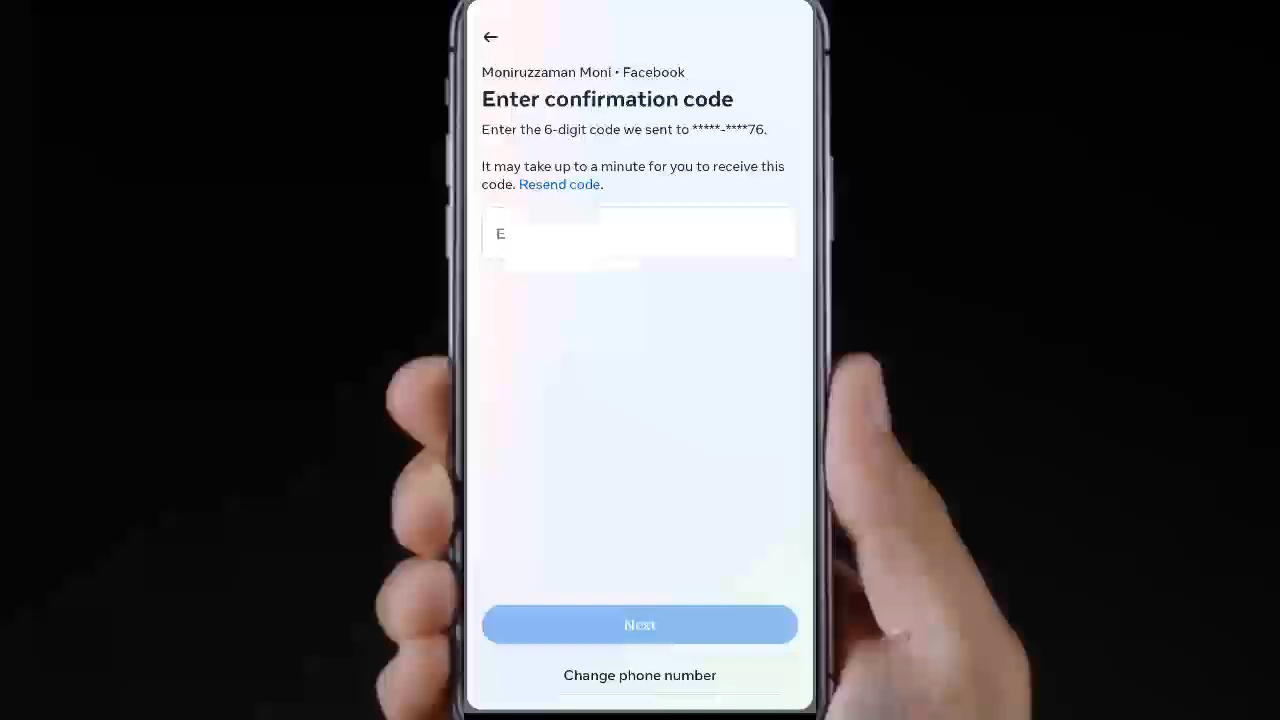 Moniruzzaman Moni • Facebook
Enter confirmation code
Enter the 6-digit code we sent to *****-****76.
It may take up to a minute for you to receive this
code. Resend code.
E
Next
Change phone number